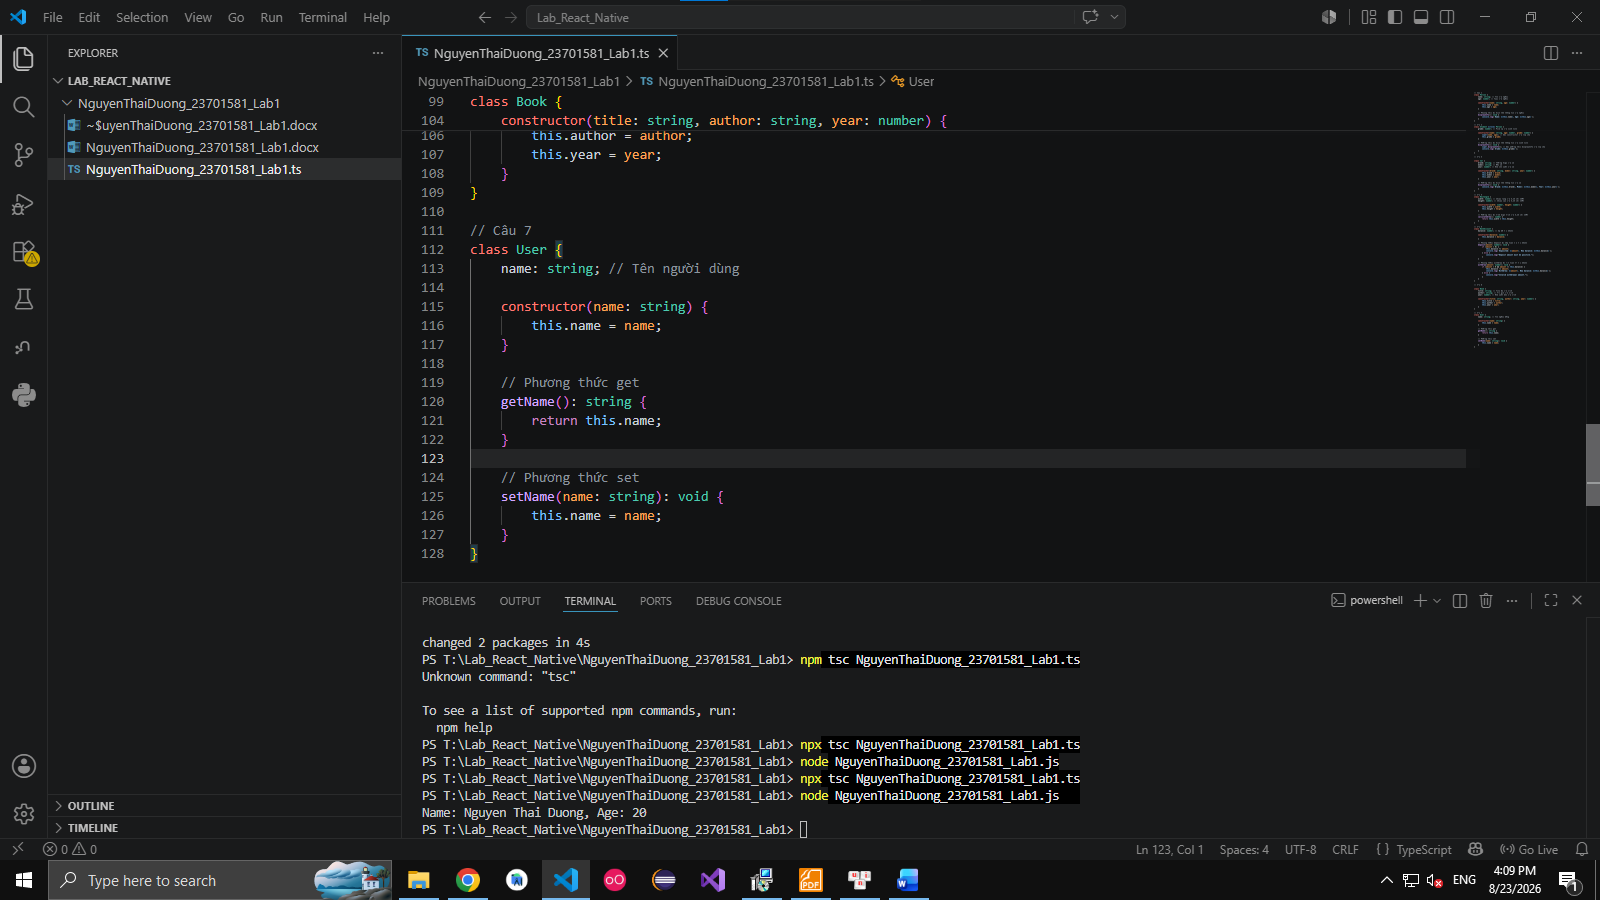 File Edit Selection View Go Run Terminal Help
Lab_React_Native
EXPLORER
LAB_REACT_NATIVE
NguyenThaiDuong_23701581_Lab1
~$uyenThaiDuong_23701581_Lab1.docx
NguyenThaiDuong_23701581_Lab1.docx
TS NguyenThaiDuong_23701581_Lab1.ts
OUTLINE
TIMELINE
TS NguyenThaiDuong_23701581_Lab1.ts
NguyenThaiDuong_23701581_Lab1 > TS NguyenThaiDuong_23701581_Lab1.ts > User
99 class Book {
104 constructor(title: string, author: string, year: number) {
106 this.author = author;
107 this.year = year;
108 }
109 }
110
111 // Câu 7
112 class User {
113 name: string; // Tên người dùng
114
115 constructor(name: string) {
116 this.name = name;
117 }
118
119 // Phương thức get
120 getName(): string {
121 return this.name;
122 }
123
124 // Phương thức set
125 setName(name: string): void {
126 this.name = name;
127 }
128 }
PROBLEMS OUTPUT TERMINAL PORTS DEBUG CONSOLE
powershell
changed 2 packages in 4s
PS T:\Lab_React_Native\NguyenThaiDuong_23701581_Lab1> npm tsc NguyenThaiDuong_23701581_Lab1.ts
Unknown command: "tsc"
To see a list of supported npm commands, run:
npm help
PS T:\Lab_React_Native\NguyenThaiDuong_23701581_Lab1> npx tsc NguyenThaiDuong_23701581_Lab1.ts
PS T:\Lab_React_Native\NguyenThaiDuong_23701581_Lab1> node NguyenThaiDuong_23701581_Lab1.js
PS T:\Lab_React_Native\NguyenThaiDuong_23701581_Lab1> npx tsc NguyenThaiDuong_23701581_Lab1.ts
PS T:\Lab_React_Native\NguyenThaiDuong_23701581_Lab1> node NguyenThaiDuong_23701581_Lab1.js
Name: Nguyen Thai Duong, Age: 20
PS T:\Lab_React_Native\NguyenThaiDuong_23701581_Lab1>
0 0
Ln 123, Col 1 Spaces: 4 UTF-8 CRLF { } TypeScript Go Live
Type here to search
ENG
4:09 PM
8/23/2026
1